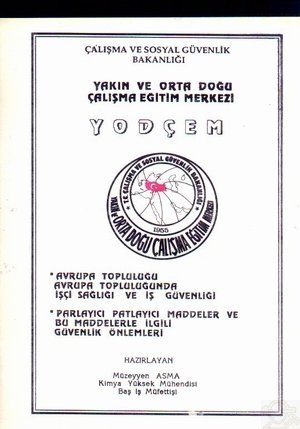 ÇALIŞMA VE SOSYAL GÜVENLİK
BAKANLIĞI
YAKIN VE ORTA DOĞU
ÇALIŞMA EĞİTİM MERKEZİ
YODÇEM
T.C. ÇALIŞMA VE SOSYAL GÜVENLİK BAKANLIĞI
1955
YAKIN VE ORTA DOĞU ÇALIŞMA EĞİTİM MERKEZİ
* AVRUPA TOPLULUGU
AVRUPA TOPLULUGUNDA
İŞÇİ SAĞLIĞI VE İŞ GÜVENLİĞİ
* PARLAYICI PATLAYICI MADDELER VE
BU MADDELERLE İLGİLİ
GÜVENLİK ÖNLEMLERİ
HAZIRLAYAN
Müzeyyen ASMA
Kimya Yüksek Mühendisi
Baş İş Müfettişi